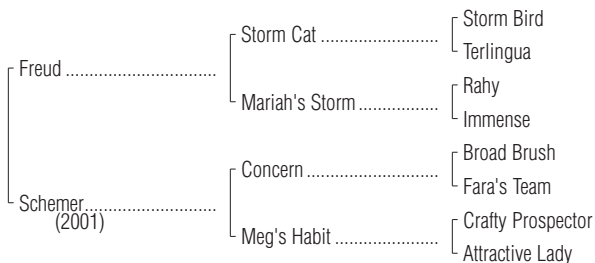 Storm Bird
Storm Cat ..............................
Terlingua
Freud ......................................
Rahy
Mariah's Storm ....................
Immense
Broad Brush
Concern .................................
Fara's Team
Schemer.................................
(2001)
Crafty Prospector
Meg's Habit ..........................
Attractive Lady